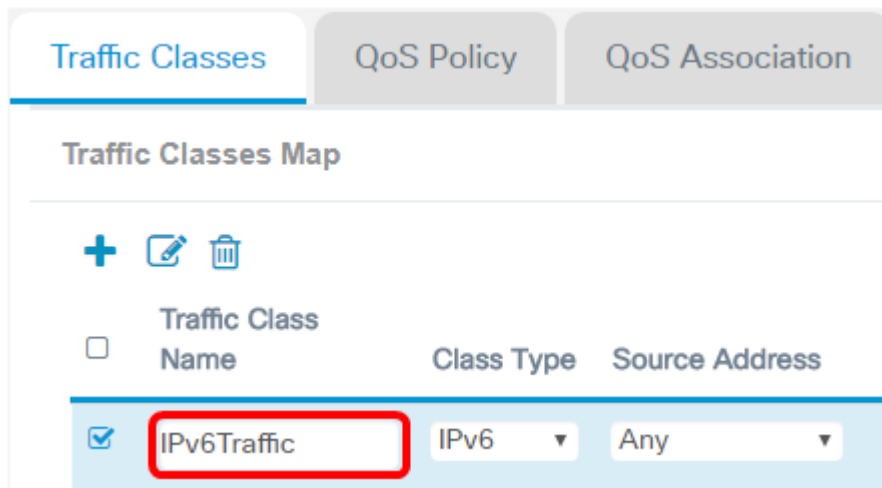 Traffic Classes QoS Policy QoS Association
Traffic Classes Map
Traffic Class
Name Class Type Source Address
IPv6Traffic IPv6 Any